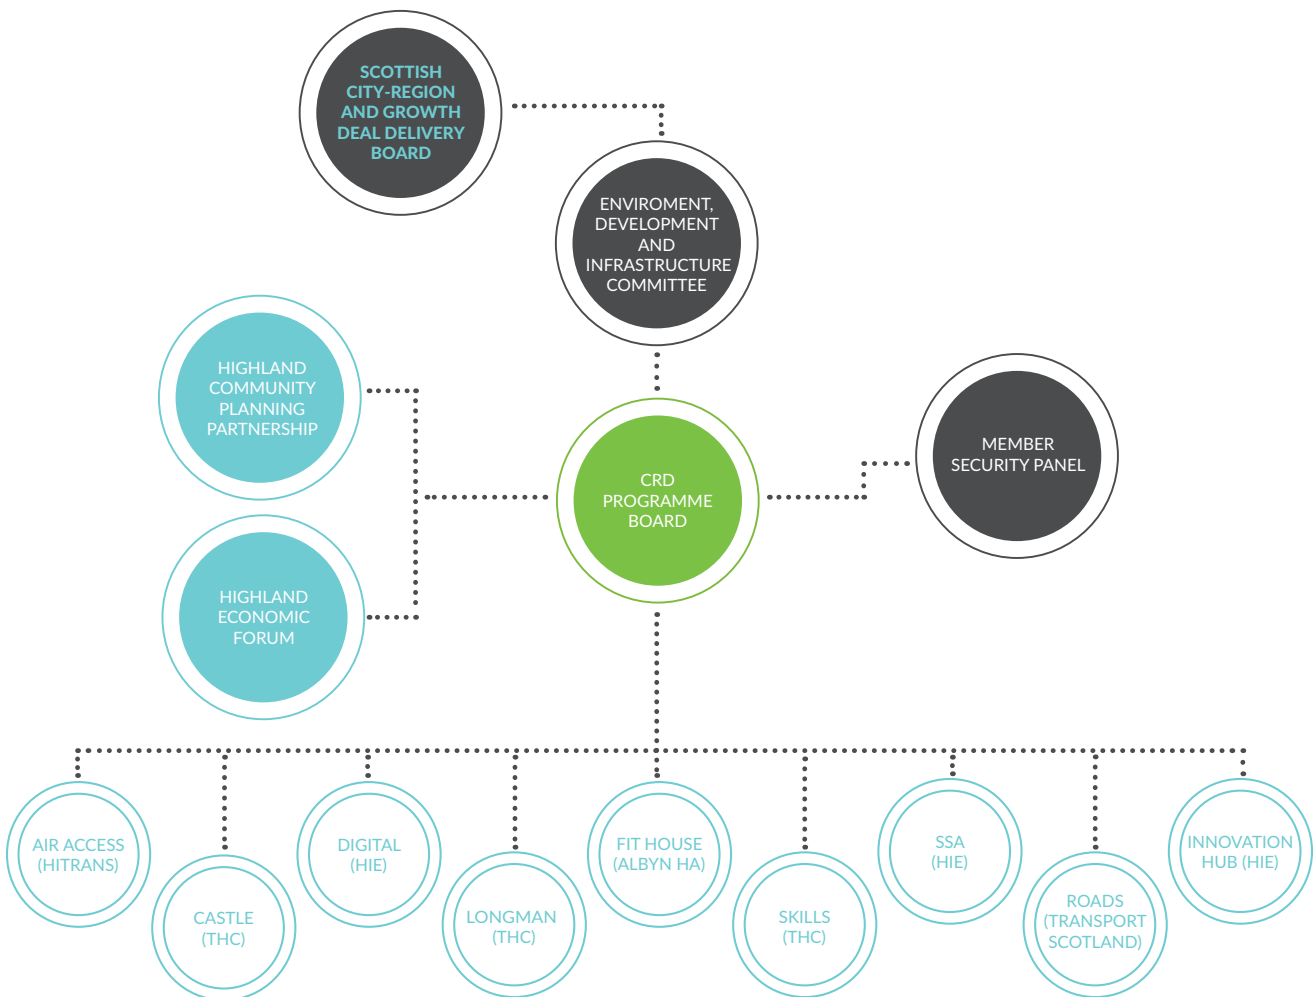 SCOTTISH
CITY-REGION
AND GROWTH
DEAL DELIVERY
BOARD
ENVIROMENT,
DEVELOPMENT
AND
INFRASTRUCTURE
COMMITTEE
HIGHLAND
COMMUNITY
PLANNING
PARTNERSHIP
MEMBER
SECURITY PANEL
CRD
PROGRAMME
BOARD
HIGHLAND
ECONOMIC
FORUM
AIR ACCESS
(HITRANS)
CASTLE
(THC)
DIGITAL
(HIE)
LONGMAN
(THC)
FIT HOUSE
(ALBYN HA)
SKILLS
(THC)
SSA
(HIE)
ROADS
(TRANSPORT
SCOTLAND)
INNOVATION
HUB (HIE)